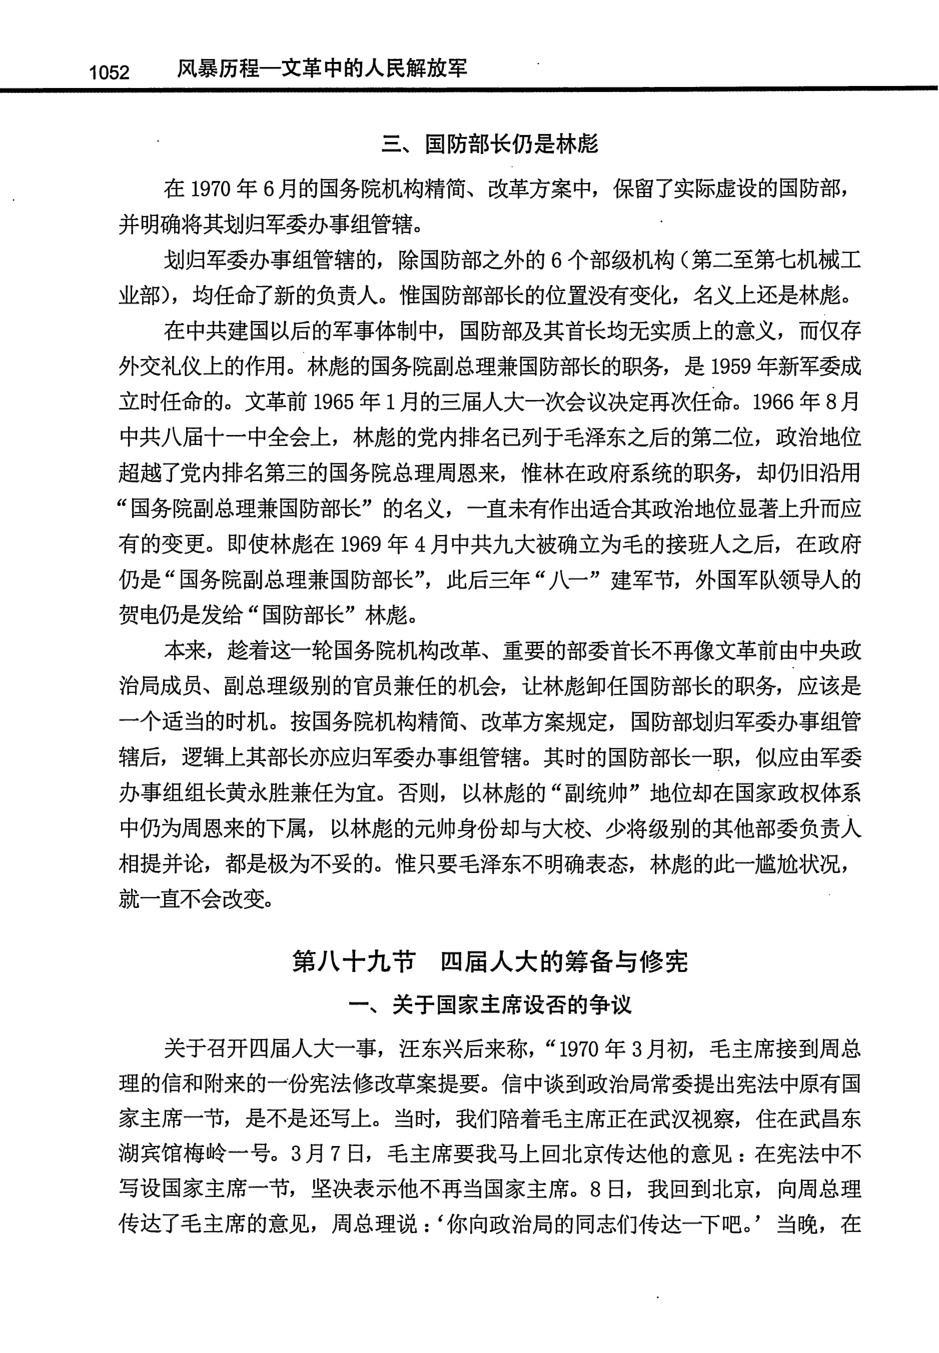 1052 风暴历程—文革中的人民解放军
三、国防部长仍是林彪
在 1970 年 6 月的国务院机构精简、改革方案中，保留了实际虚设的国防部，
并明确将其划归军委办事组管辖。
划归军委办事组管辖的，除国防部之外的 6 个部级机构（第二至第七机械工
业部），均任命了新的负责人。惟国防部部长的位置没有变化，名义上还是林彪。
在中共建国以后的军事体制中，国防部及其首长均无实质上的意义，而仅存
外交礼仪上的作用。林彪的国务院副总理兼国防部长的职务，是 1959 年新军委成
立时任命的。文革前 1965 年 1 月的三届人大一次会议决定再次任命。1966 年 8 月
中共八届十一中全会上，林彪的党内排名已列于毛泽东之后的第二位，政治地位
超越了党内排名第三的国务院总理周恩来，惟林在政府系统的职务，却仍旧沿用
“国务院副总理兼国防部长”的名义，一直未有作出适合其政治地位显著上升而应
有的变更。即使林彪在 1969 年 4 月中共九大被确立为毛的接班人之后，在政府
仍是“国务院副总理兼国防部长”，此后三年“八一”建军节，外国军队领导人的
贺电仍是发给“国防部长”林彪。
本来，趁着这一轮国务院机构改革、重要的部委首长不再像文革前由中央政
治局成员、副总理级别的官员兼任的机会，让林彪卸任国防部长的职务，应该是
一个适当的时机。按国务院机构精简、改革方案规定，国防部划归军委办事组管
辖后，逻辑上其部长亦应归军委办事组管辖。其时的国防部长一职，似应由军委
办事组组长黄永胜兼任为宜。否则，以林彪的“副统帅”地位却在国家政权体系
中仍为周恩来的下属，以林彪的元帅身份却与大校、少将级别的其他部委负责人
相提并论，都是极为不妥的。惟只要毛泽东不明确表态，林彪的此一尴尬状况，
就一直不会改变。
第八十九节 四届人大的筹备与修宪
一、关于国家主席设否的争议
关于召开四届人大一事，汪东兴后来称，“1970 年 3 月初，毛主席接到周总
理的信和附来的一份宪法修改草案提要。信中谈到政治局常委提出宪法中原有国
家主席一节，是不是还写上。当时，我们陪着毛主席正在武汉视察，住在武昌东
湖宾馆梅岭一号。3 月 7 日，毛主席要我马上回北京传达他的意见：在宪法中不
写设国家主席一节，坚决表示他不再当国家主席。8 日，我回到北京，向周总理
传达了毛主席的意见，周总理说：‘你向政治局的同志们传达一下吧。’当晚，在